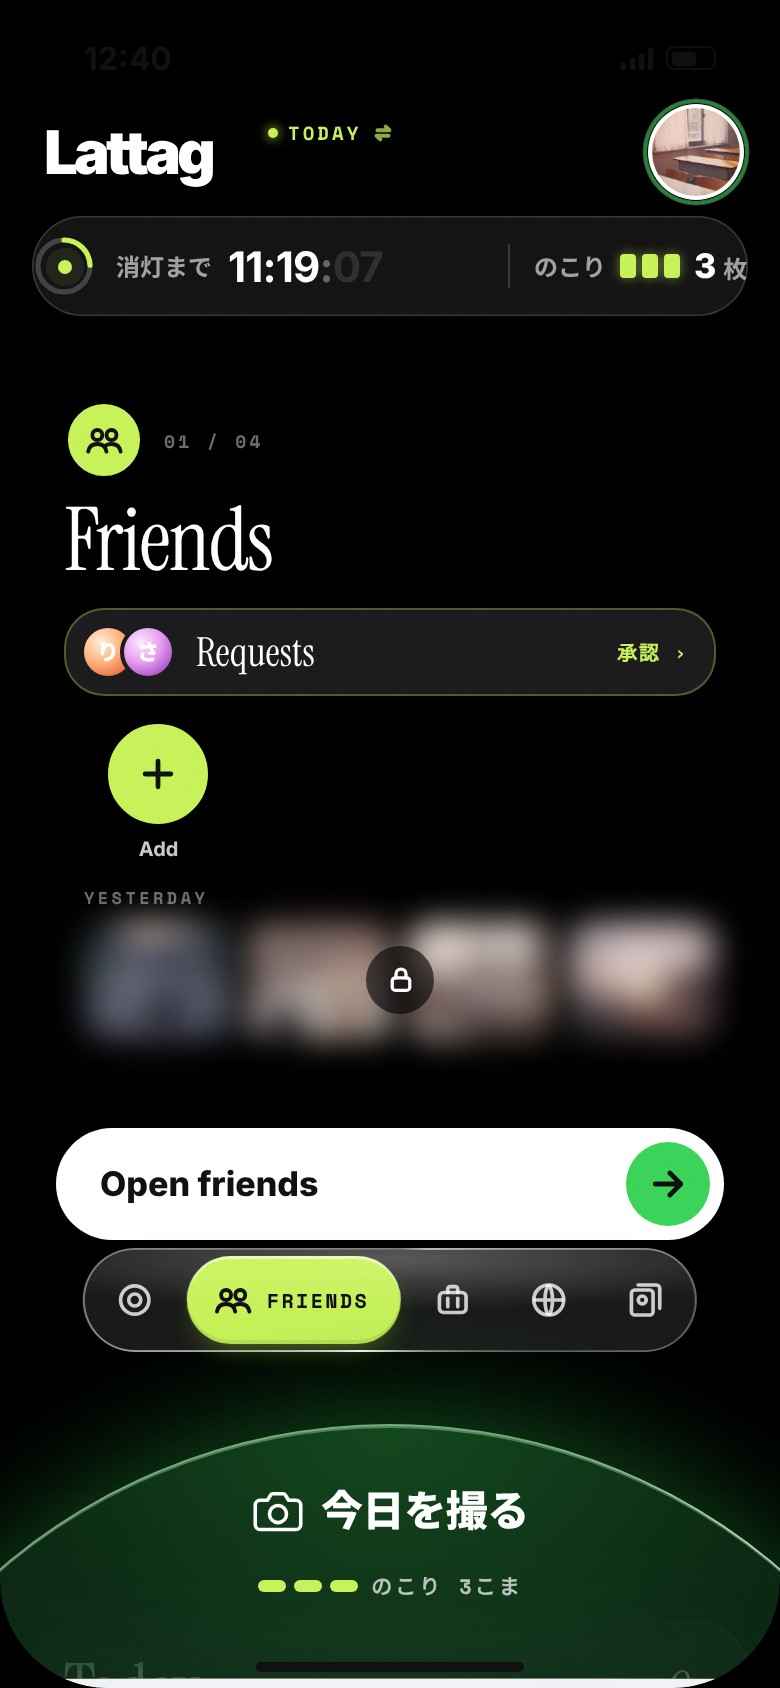 12:40
Lattag
TODAY
消灯まで 11:19:07 のこり 3 枚
01 / 04
Friends
り さ Requests 承認 ›
Add
YESTERDAY
Open friends
FRIENDS
今日を撮る
のこり 3こま
Today